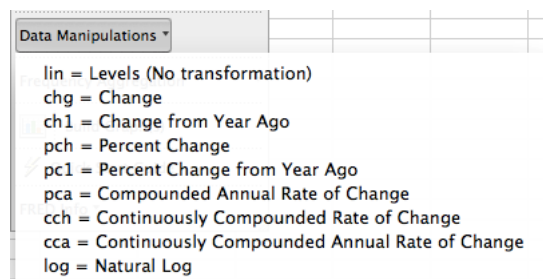 Data Manipulations
lin = Levels (No transformation)
chg = Change
ch1 = Change from Year Ago
pch = Percent Change
pc1 = Percent Change from Year Ago
pca = Compounded Annual Rate of Change
cch = Continuously Compounded Rate of Change
cca = Continuously Compounded Annual Rate of Change
log = Natural Log